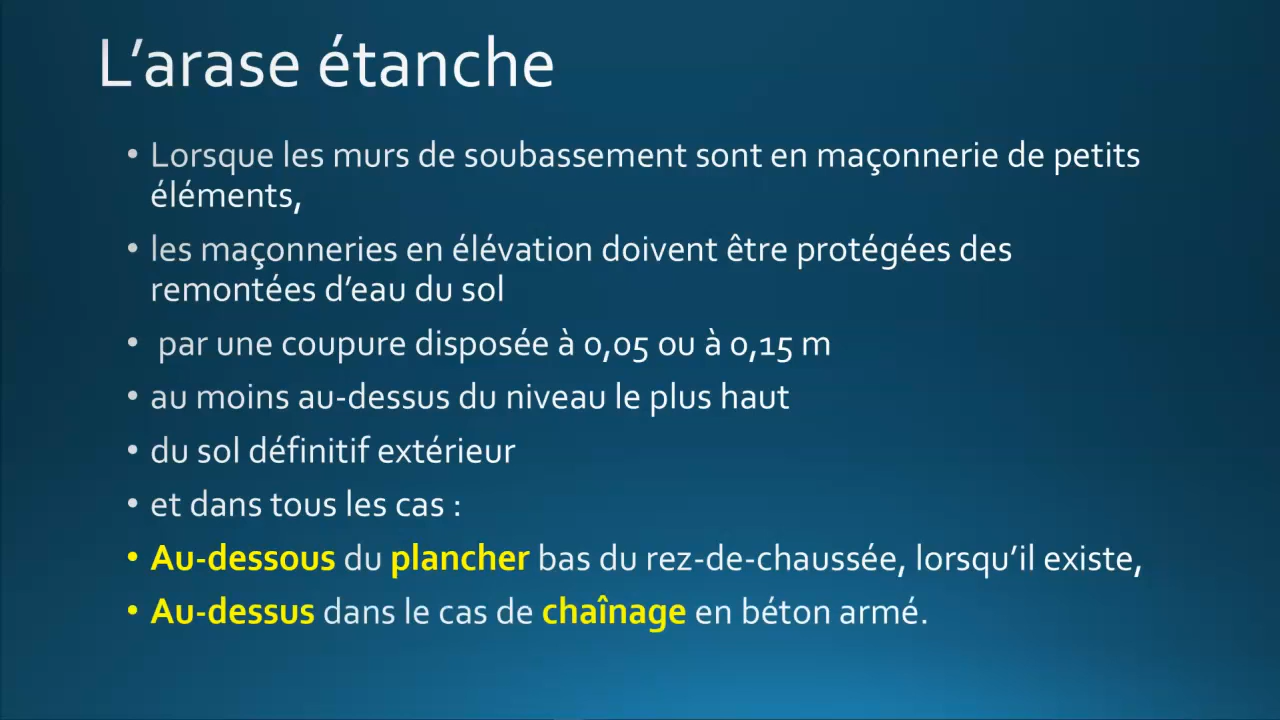 L’arase étanche
• Lorsque les murs de soubassement sont en maçonnerie de petits
éléments,
• les maçonneries en élévation doivent être protégées des
remontées d’eau du sol
• par une coupure disposée à 0,05 ou à 0,15 m
• au moins au-dessus du niveau le plus haut
• du sol définitif extérieur
• et dans tous les cas :
• Au-dessous du plancher bas du rez-de-chaussée, lorsqu’il existe,
• Au-dessus dans le cas de chaînage en béton armé.